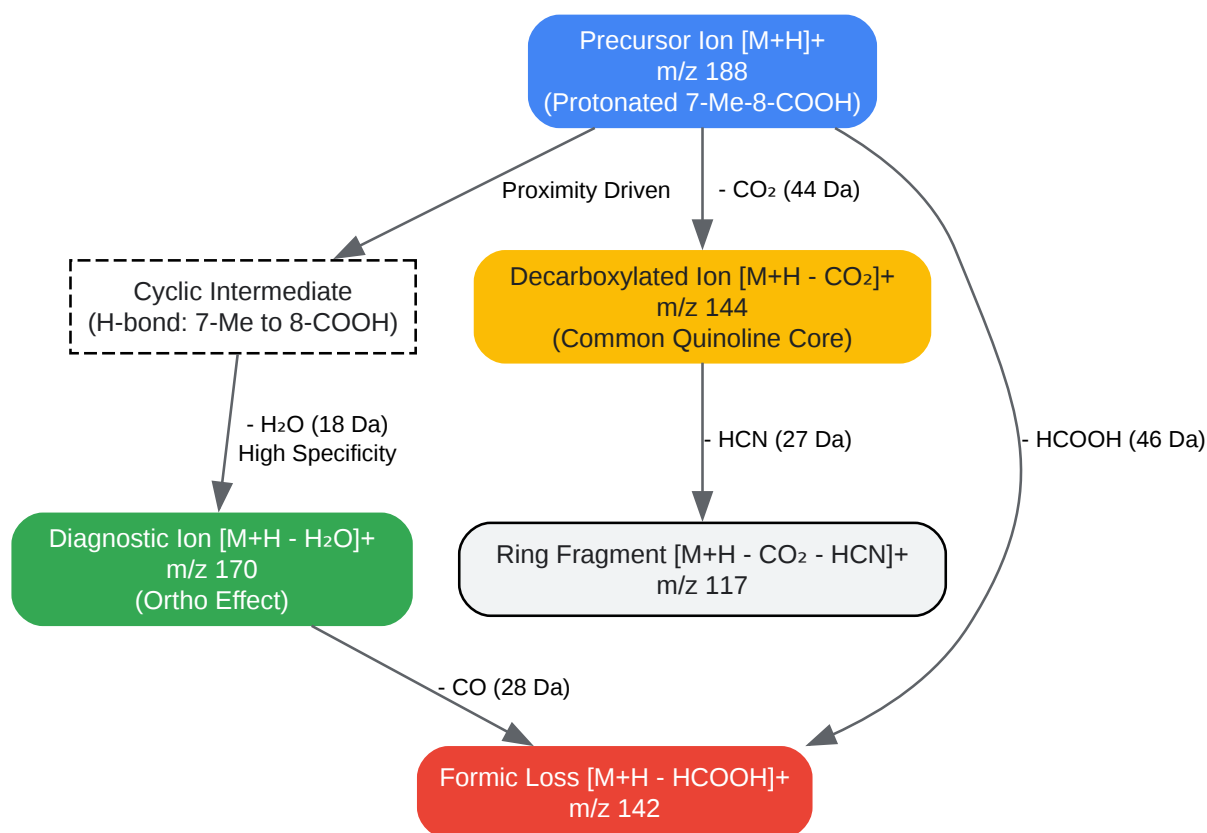 Precursor Ion [M+H]+
m/z 188
(Protonated 7-Me-8-COOH)
Proximity Driven
- CO₂ (44 Da)
Cyclic Intermediate
(H-bond: 7-Me to 8-COOH)
Decarboxylated Ion [M+H - CO₂]+
m/z 144
(Common Quinoline Core)
- H₂O (18 Da)
High Specificity
- HCN (27 Da)
- HCOOH (46 Da)
Diagnostic Ion [M+H - H₂O]+
m/z 170
(Ortho Effect)
Ring Fragment [M+H - CO₂ - HCN]+
m/z 117
- CO (28 Da)
Formic Loss [M+H - HCOOH]+
m/z 142